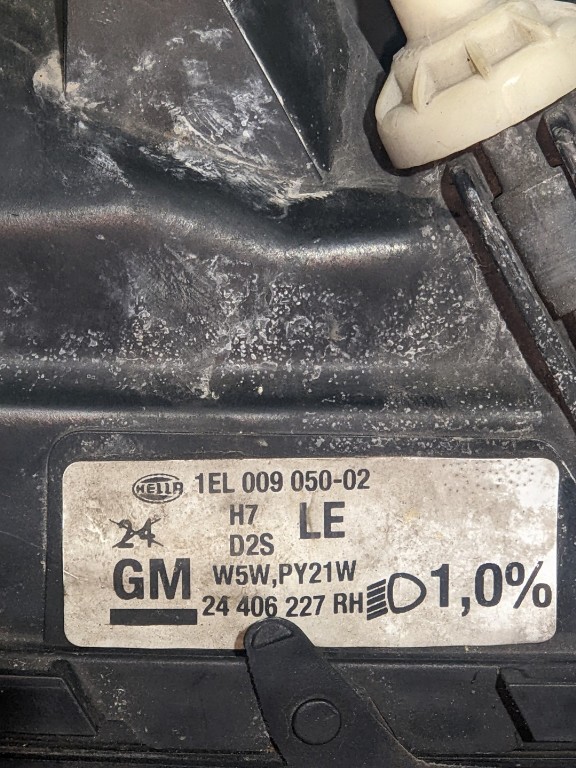 HELLA 1EL 009 050-02
24 H7 LE
D2S
GM W5W,PY21W
24 406 227 RH 1,0%